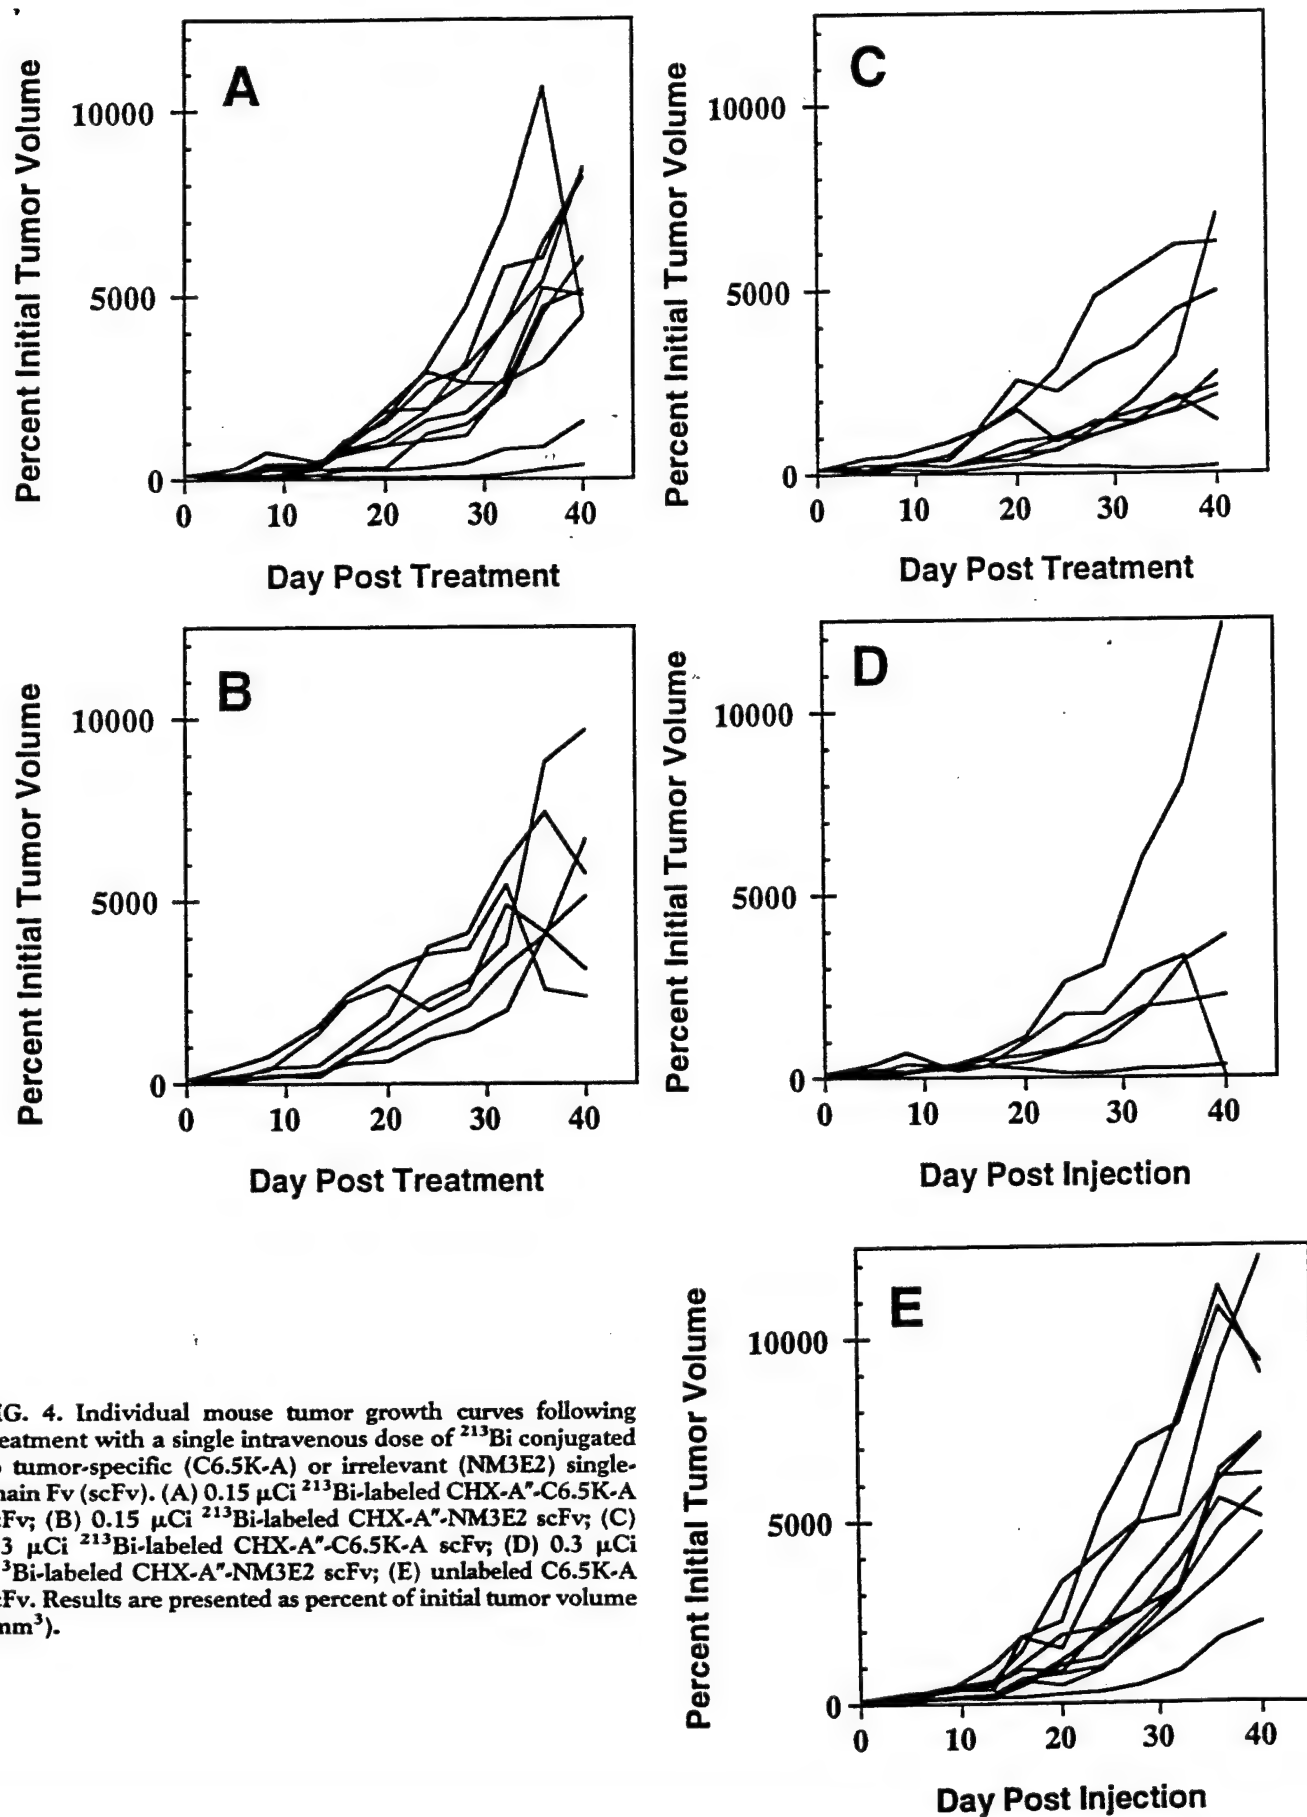 A
Percent Initial Tumor Volume
10000
5000
0
0 10 20 30 40
Day Post Treatment
C
Percent Initial Tumor Volume
10000
5000
0
0 10 20 30 40
Day Post Treatment
B
Percent Initial Tumor Volume
10000
5000
0
0 10 20 30 40
Day Post Treatment
D
Percent Initial Tumor Volume
10000
5000
0
0 10 20 30 40
Day Post Injection
E
Percent Initial Tumor Volume
10000
5000
0
0 10 20 30 40
Day Post Injection
IG. 4. Individual mouse tumor growth curves following
eatment with a single intravenous dose of ²¹³Bi conjugated
tumor-specific (C6.5K-A) or irrelevant (NM3E2) single-
hain Fv (scFv). (A) 0.15 μCi ²¹³Bi-labeled CHX-A″-C6.5K-A
Fv; (B) 0.15 μCi ²¹³Bi-labeled CHX-A″-NM3E2 scFv; (C)
3 μCi ²¹³Bi-labeled CHX-A″-C6.5K-A scFv; (D) 0.3 μCi
³Bi-labeled CHX-A″-NM3E2 scFv; (E) unlabeled C6.5K-A
Fv. Results are presented as percent of initial tumor volume
mm³).